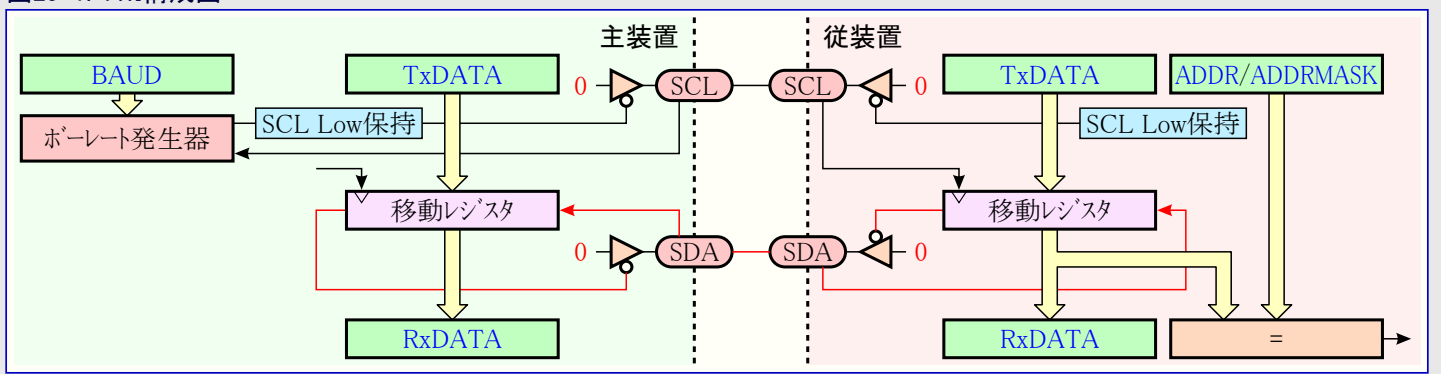 主装置 従装置
BAUD TxDATA 0 SCL SCL 0 TxDATA ADDR/ADDRMASK
ボーレート発生器 SCL Low保持 SCL Low保持
移動レジスタ 移動レジスタ
0 SDA SDA 0
RxDATA RxDATA =